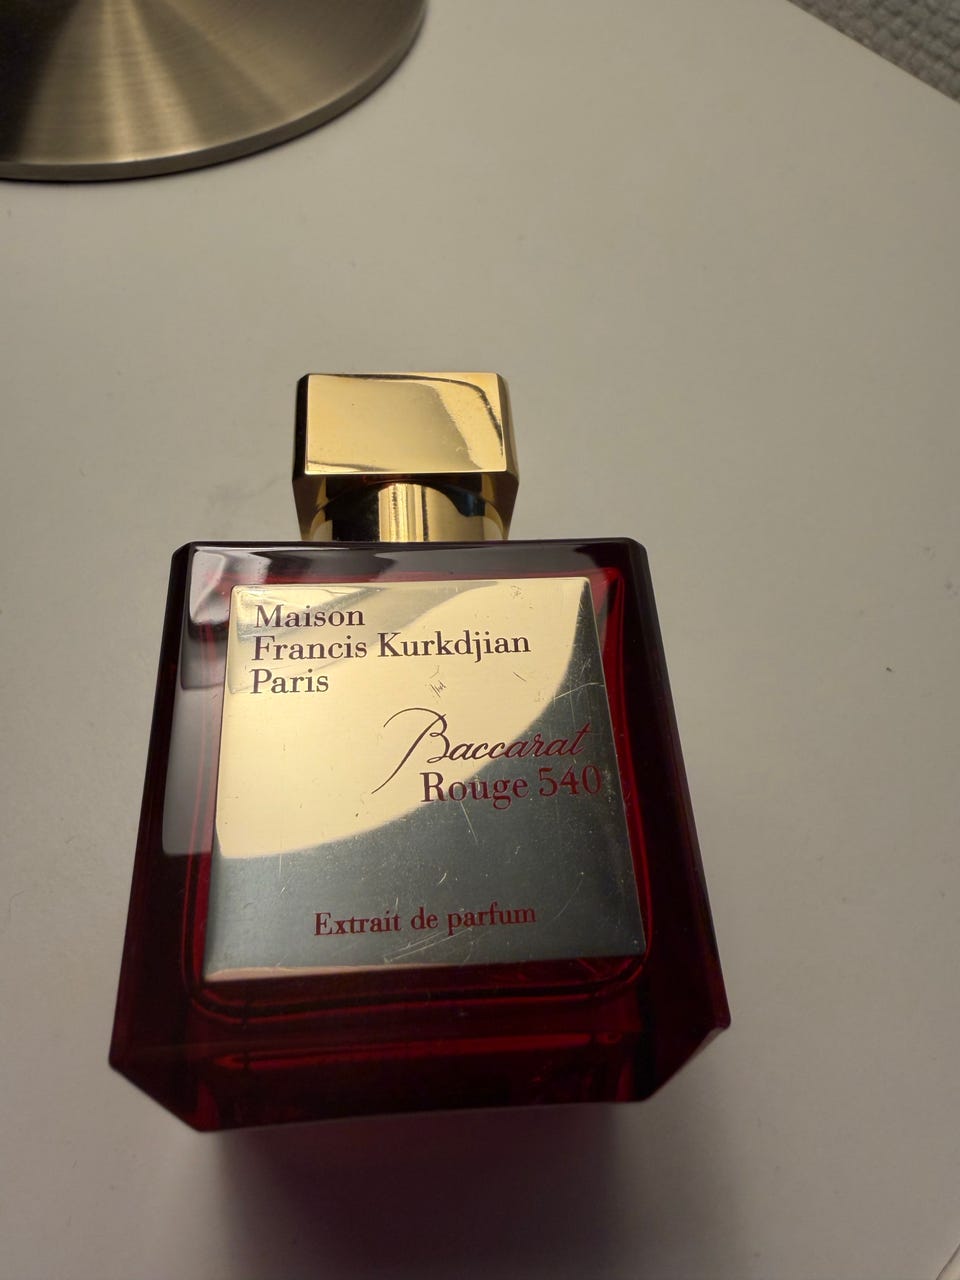 Maison
Francis Kurkdjian
Paris
Baccarat
Rouge 540
Extrait de parfum